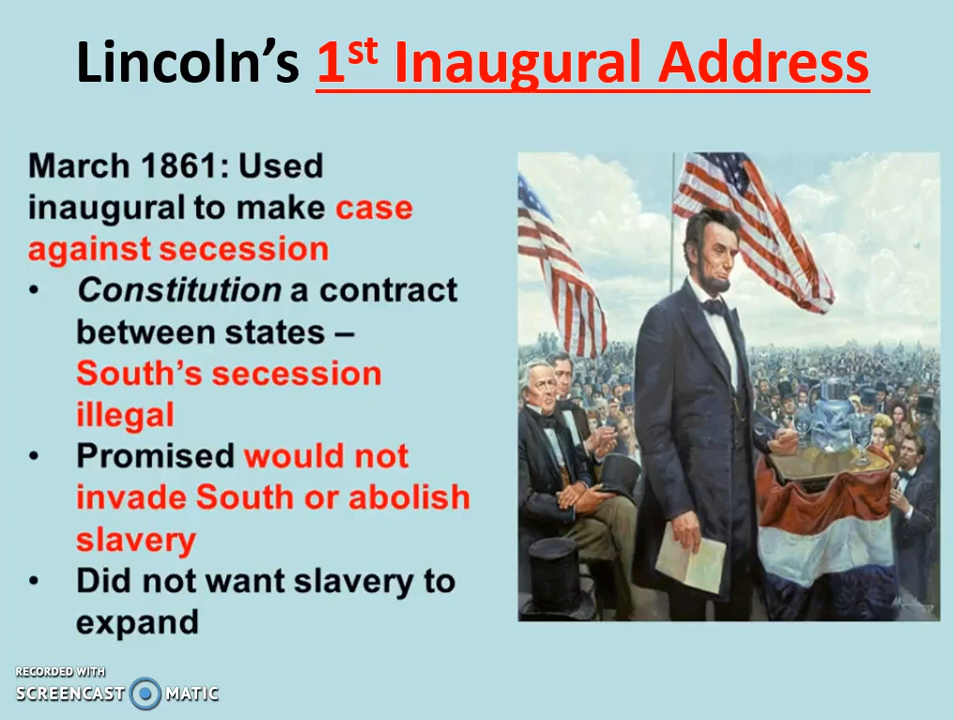 Lincoln's 1st Inaugural Address
March 1861: Used
inaugural to make case
against secession
• Constitution a contract
between states –
South's secession
illegal
• Promised would not
invade South or abolish
slavery
• Did not want slavery to
expand
RECORDED WITH
SCREENCAST MATIC